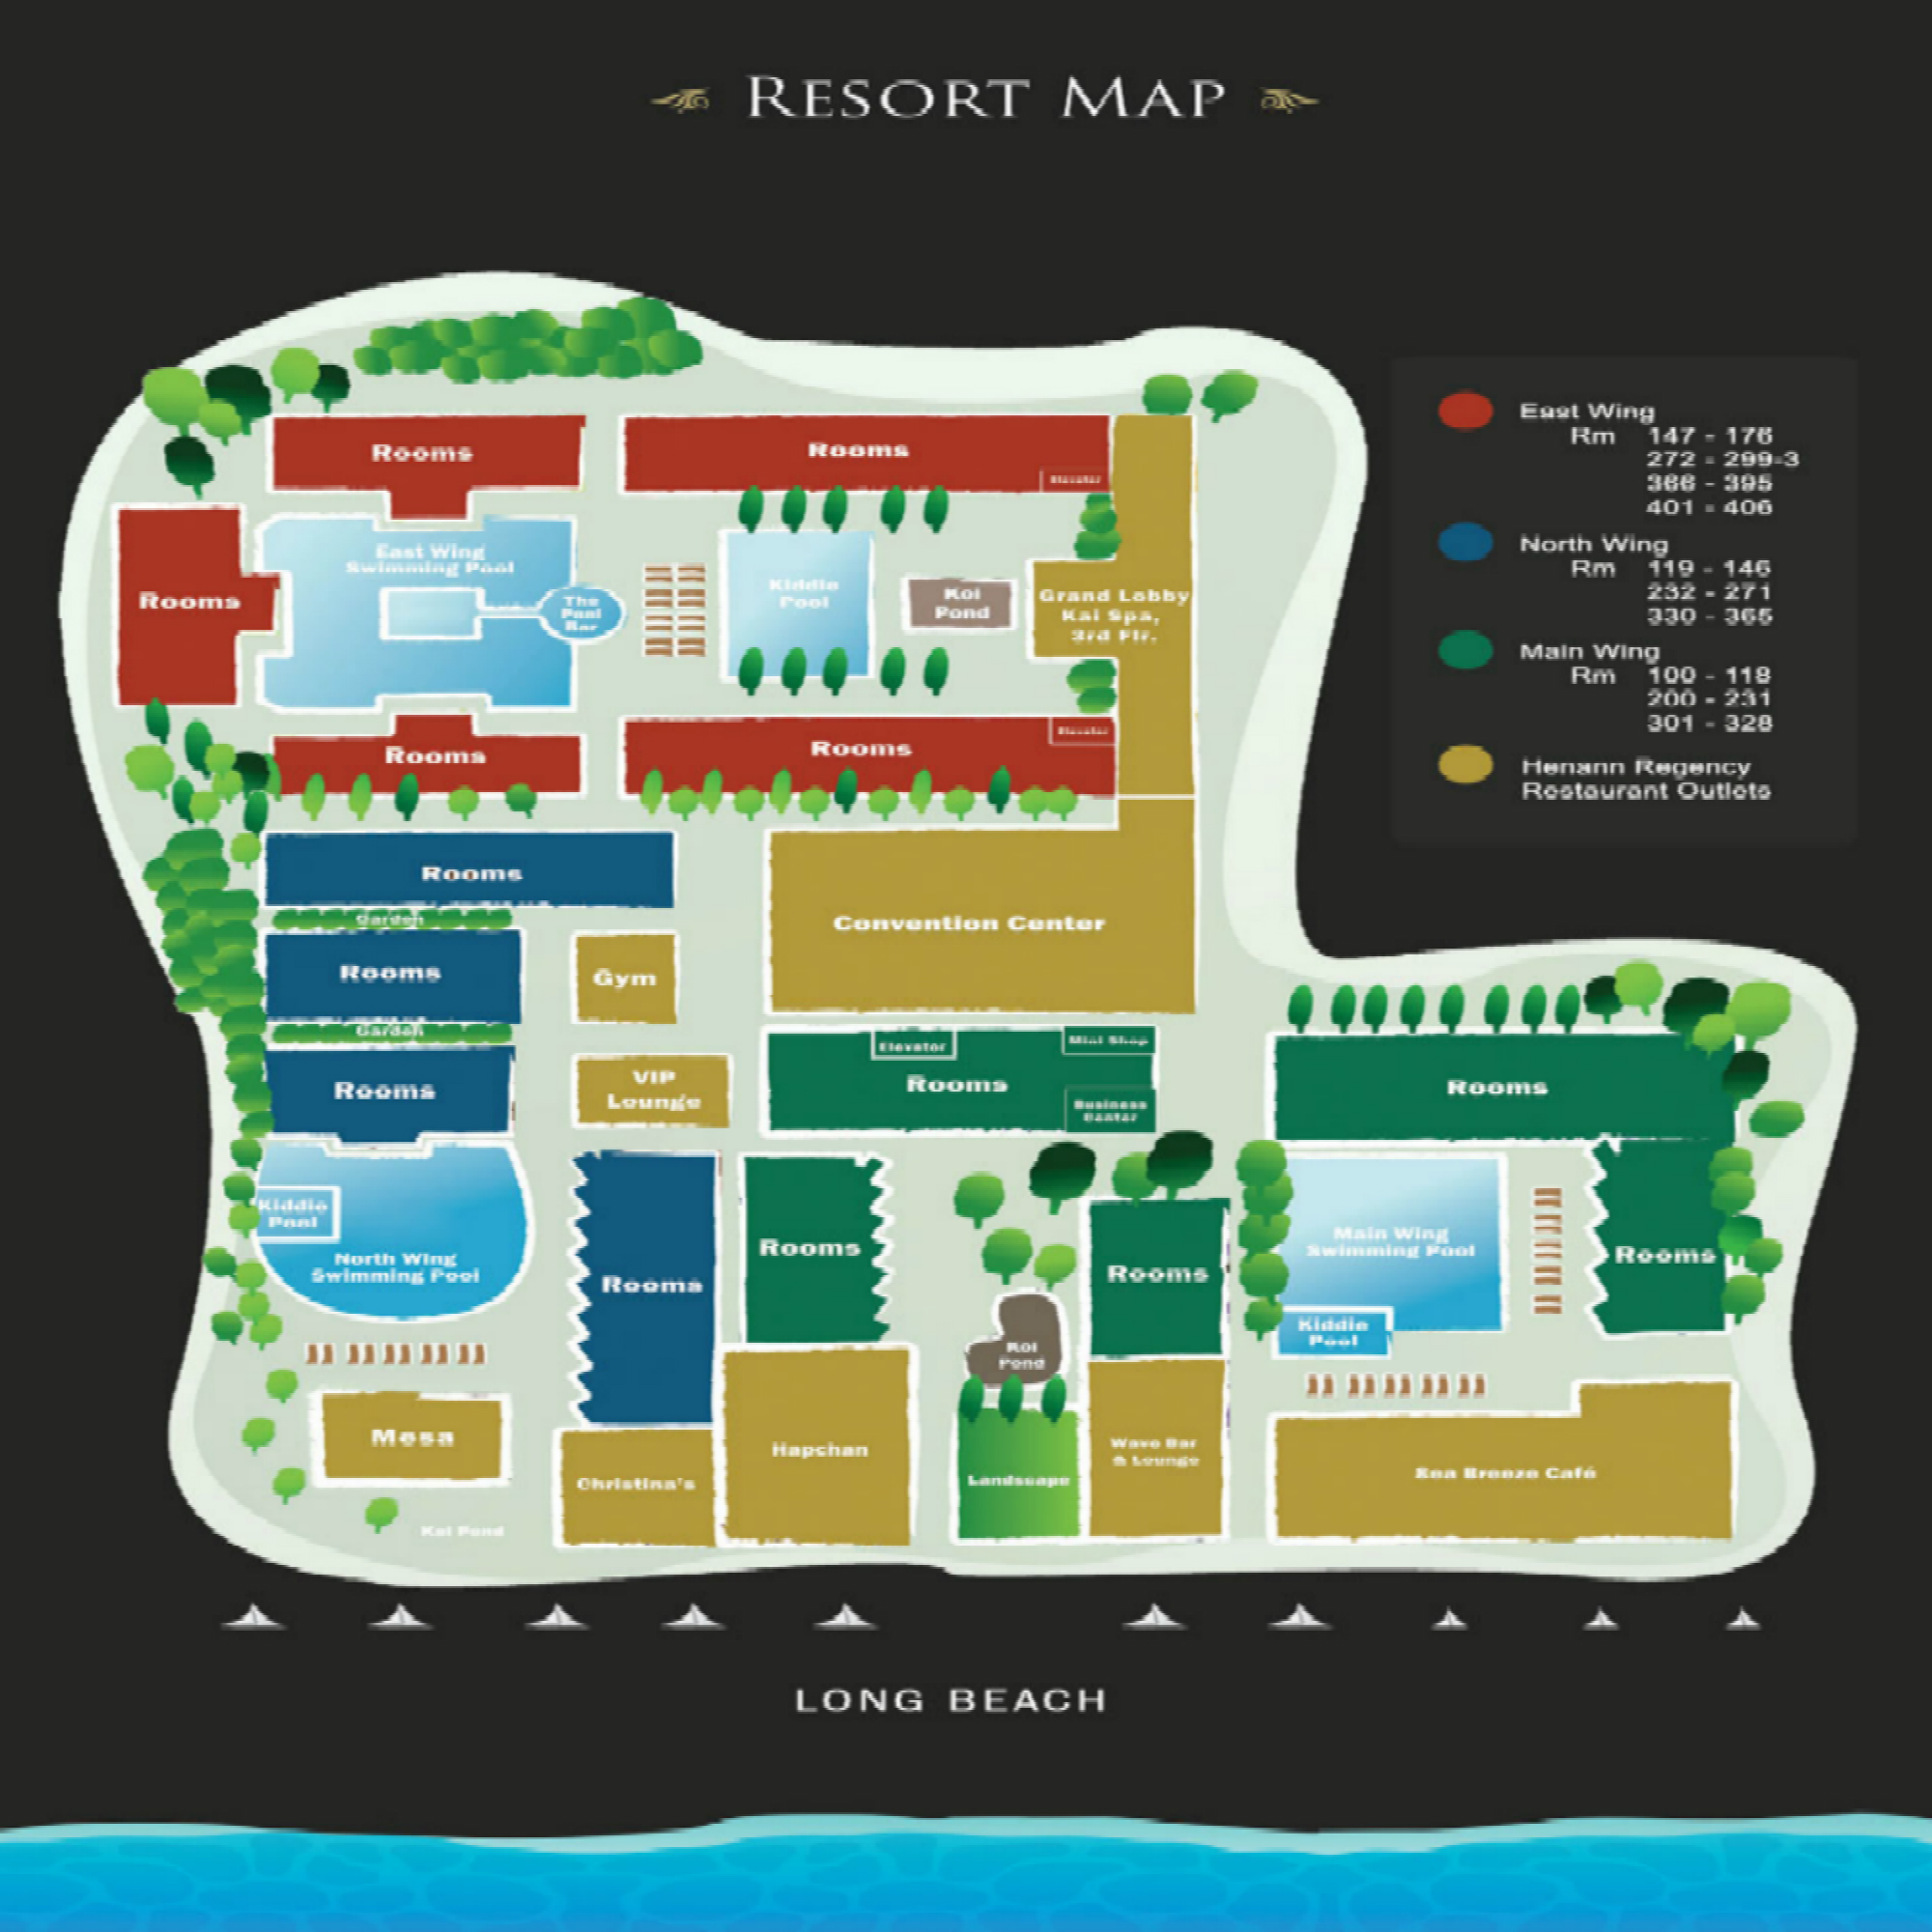 RESORT MAP
East Wing
Rm 147 - 176
272 - 299-3
366 - 395
401 - 406
North Wing
Rm 119 - 146
232 - 271
330 - 365
Main Wing
Rm 100 - 118
200 - 231
301 - 328
Henann Regency
Restaurant Outlets
Rooms
Rooms
Elevator
East Wing
Swimming Pool
Rooms
The
Pool
Bar
Kiddie
Pool
Koi
Pond
Grand Lobby
Kai Spa,
3rd Flr.
Rooms
Rooms
Elevator
Rooms
Garden
Rooms
Gym
Convention Center
Garden
Rooms
VIP
Lounge
Elevator
Mini Shop
Rooms
Business
Center
Rooms
Kiddie
Pool
North Wing
Swimming Pool
Rooms
Rooms
Rooms
Main Wing
Swimming Pool
Rooms
Kiddie
Pool
Koi
Pond
Mesa
Christina's
Hapchan
Landscape
Wave Bar
& Lounge
Sea Breeze Café
Koi Pond
LONG BEACH